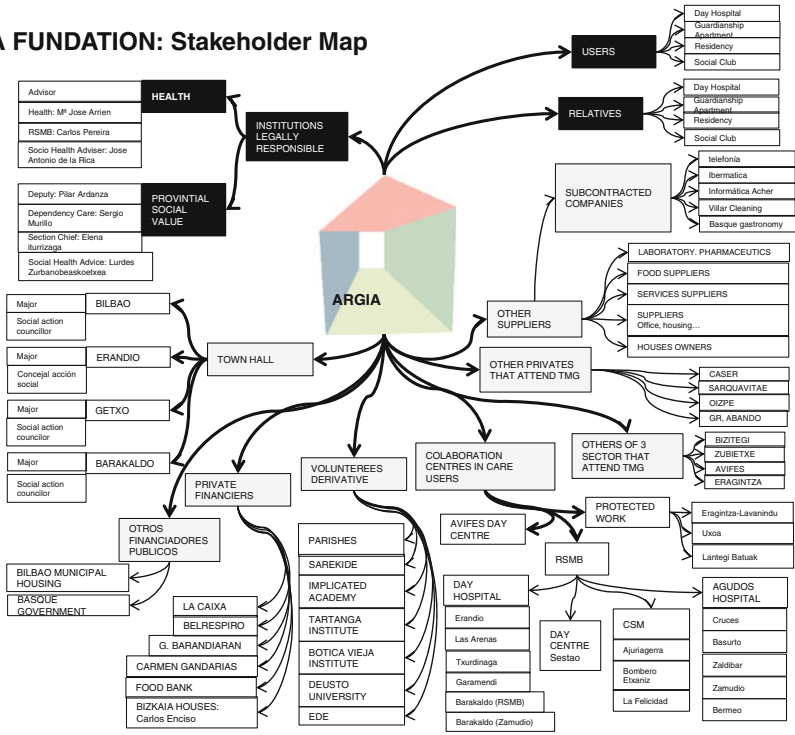 A FUNDATION: Stakeholder Map
USERS
Day Hospital
Guardianship
Apartment
Residency
Social Club
RELATIVES
Day Hospital
Guardianship
Apartment
Residency
Social Club
INSTITUTIONS
LEGALLY
RESPONSIBLE
HEALTH
Advisor
Health: Mª Jose Arrien
RSMB: Carlos Pereira
Socio Health Adviser: Jose
Antonio de la Rica
PROVINTIAL
SOCIAL
VALUE
Deputy: Pilar Ardanza
Dependency Care: Sergio
Murillo
Section Chief: Elena
iturrizaga
Social Health Advice: Lurdes
Zurbanobeaskoetxea
SUBCONTRACTED
COMPANIES
telefonía
Ibermatica
Informática Acher
Villar Cleaning
Basque gastronomy
ARGIA
OTHER
SUPPLIERS
LABORATORY. PHARMACEUTICS
FOOD SUPPLIERS
SERVICES SUPPLIERS
SUPPLIERS
Office, housing...
HOUSES OWNERS
TOWN HALL
BILBAO
Major
Social action
councillor
ERANDIO
Major
Concejal acción
social
GETXO
Major
Social action
councilor
BARAKALDO
Major
Social action
councilor
OTHER PRIVATES
THAT ATTEND TMG
CASER
SARQUAVITAE
OIZPE
GR, ABANDO
OTHERS OF 3
SECTOR THAT
ATTEND TMG
BIZITEGI
ZUBIETXE
AVIFES
ERAGINTZA
PRIVATE
FINANCIERS
LA CAIXA
BELRESPIRO
G. BARANDIARAN
CARMEN GANDARIAS
FOOD BANK
BIZKAIA HOUSES:
Carlos Enciso
OTROS
FINANCIADORES
PUBLICOS
BILBAO MUNICIPAL
HOUSING
BASQUE
GOVERNMENT
VOLUNTEREES
DERIVATIVE
PARISHES
SAREKIDE
IMPLICATED
ACADEMY
TARTANGA
INSTITUTE
BOTICA VIEJA
INSTITUTE
DEUSTO
UNIVERSITY
EDE
COLABORATION
CENTRES IN CARE
USERS
AVIFES DAY
CENTRE
PROTECTED
WORK
Eragintza-Lavanindu
Uxoa
Lantegi Batuak
RSMB
DAY
HOSPITAL
Erandio
Las Arenas
Txurdinaga
Garamendi
Barakaldo (RSMB)
Barakaldo (Zamudio)
DAY
CENTRE
Sestao
CSM
Ajuriagerra
Bombero
Etxaniz
La Felicidad
AGUDOS
HOSPITAL
Cruces
Basurto
Zaldibar
Zamudio
Bermeo